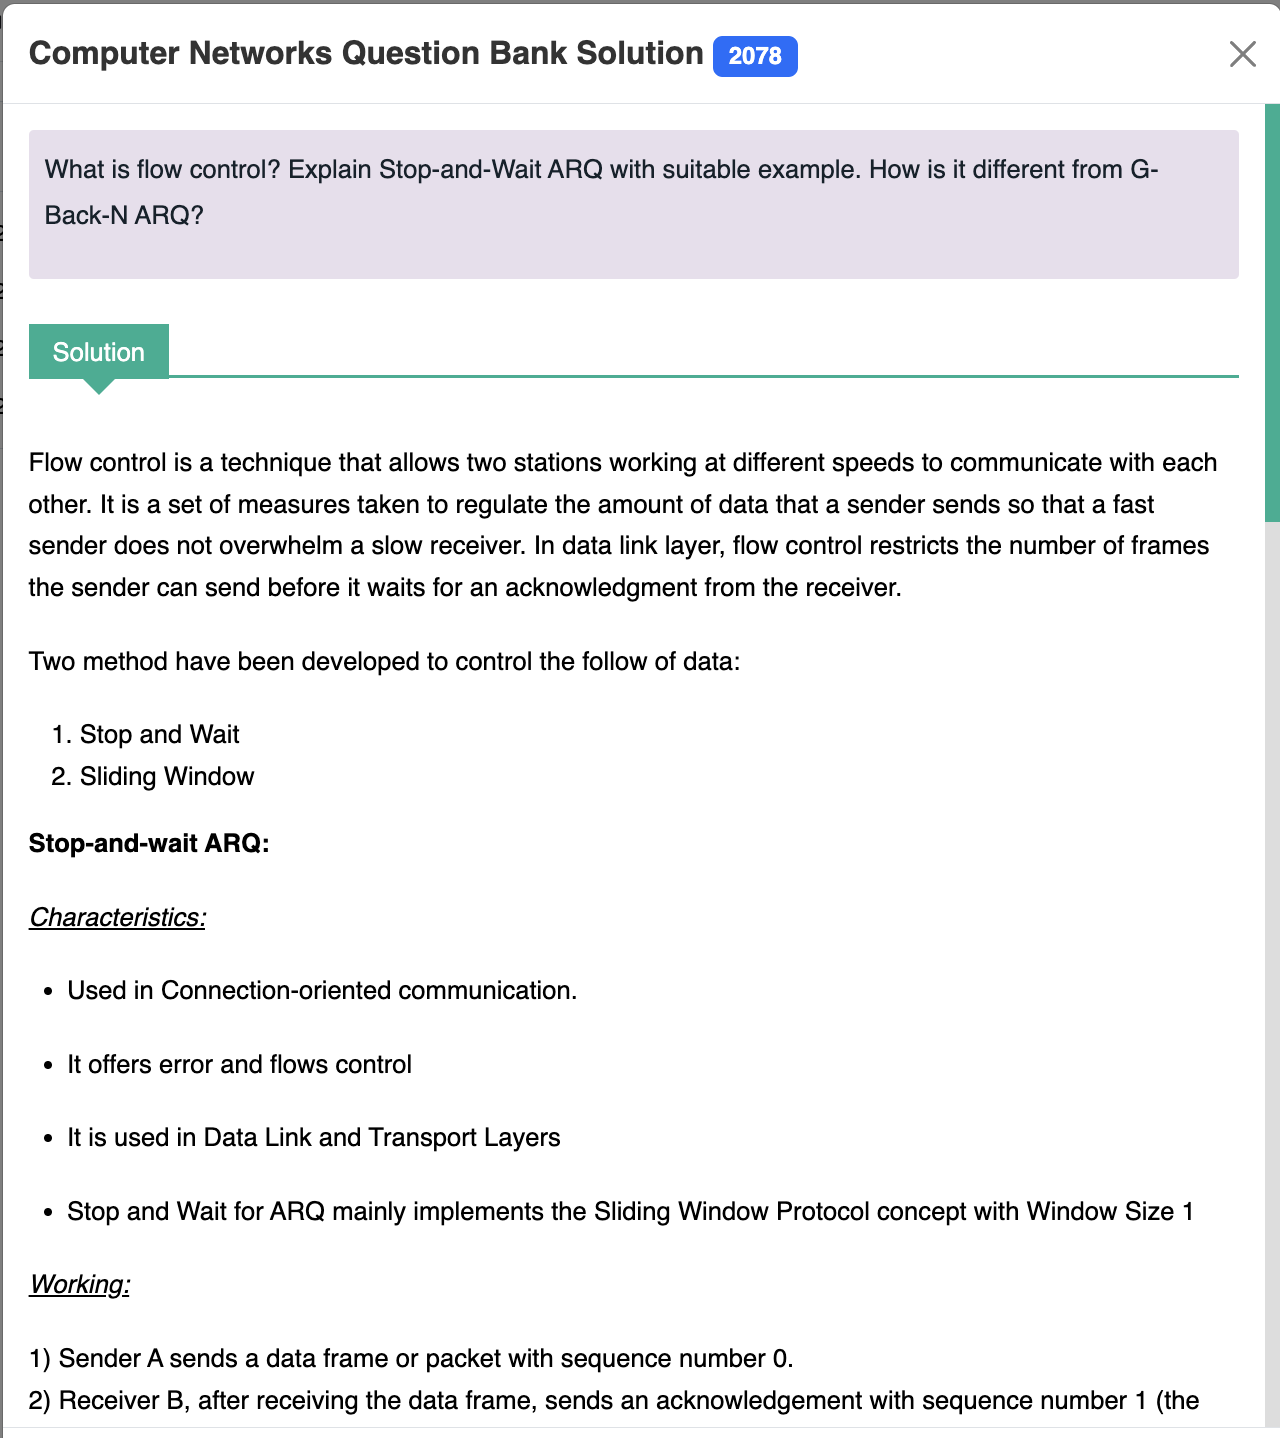 Computer Networks Question Bank Solution 2078
What is flow control? Explain Stop-and-Wait ARQ with suitable example. How is it different from G-
Back-N ARQ?
Solution
Flow control is a technique that allows two stations working at different speeds to communicate with each
other. It is a set of measures taken to regulate the amount of data that a sender sends so that a fast
sender does not overwhelm a slow receiver. In data link layer, flow control restricts the number of frames
the sender can send before it waits for an acknowledgment from the receiver.
Two method have been developed to control the follow of data:
1. Stop and Wait
2. Sliding Window
Stop-and-wait ARQ:
Characteristics:
• Used in Connection-oriented communication.
• It offers error and flows control
• It is used in Data Link and Transport Layers
• Stop and Wait for ARQ mainly implements the Sliding Window Protocol concept with Window Size 1
Working:
1) Sender A sends a data frame or packet with sequence number 0.
2) Receiver B, after receiving the data frame, sends an acknowledgement with sequence number 1 (the